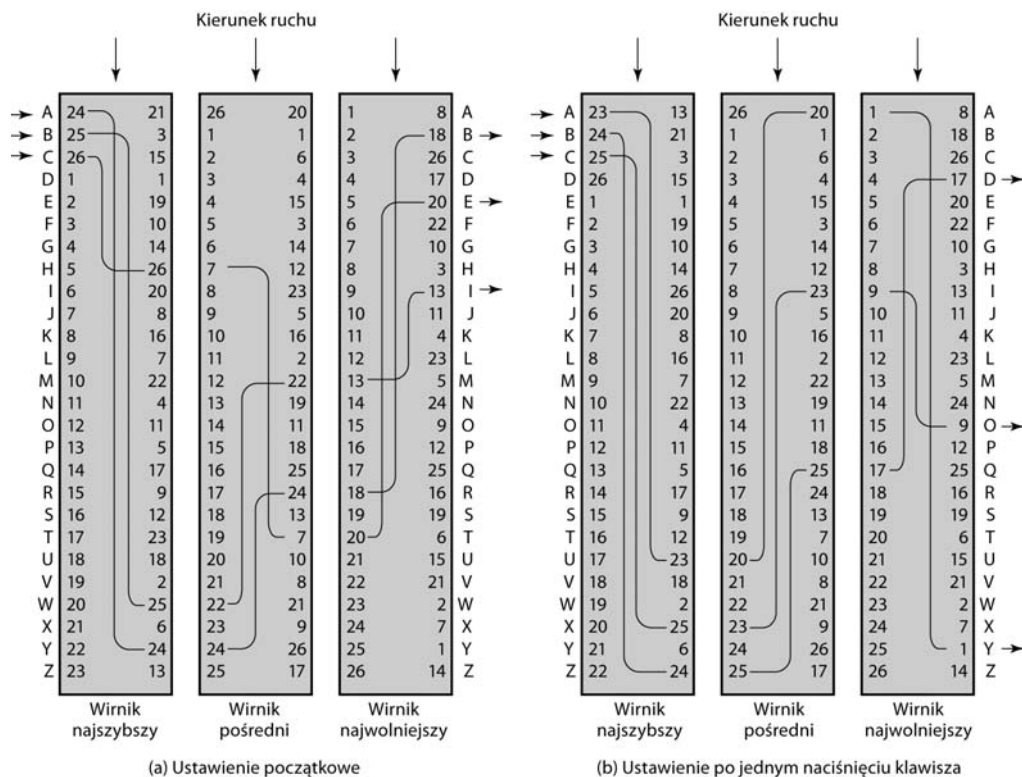 Kierunek ruchu
A 24 21 26 20 1 8 A
B 25 3 1 1 2 18 B
C 26 15 2 6 3 26 C
D 1 1 3 4 4 17 D
E 2 19 4 15 5 20 E
F 3 10 5 3 6 22 F
G 4 14 6 14 7 10 G
H 5 26 7 12 8 3 H
I 6 20 8 23 9 13 I
J 7 8 9 5 10 11 J
K 8 16 10 16 11 4 K
L 9 7 11 2 12 23 L
M 10 22 12 22 13 5 M
N 11 4 13 19 14 24 N
O 12 11 14 11 15 9 O
P 13 5 15 18 16 12 P
Q 14 17 16 25 17 25 Q
R 15 9 17 24 18 16 R
S 16 12 18 13 19 19 S
T 17 23 19 7 20 6 T
U 18 18 20 10 21 15 U
V 19 2 21 8 22 21 V
W 20 25 22 21 23 2 W
X 21 6 23 9 24 7 X
Y 22 24 24 26 25 1 Y
Z 23 13 25 17 26 14 Z
Wirnik
najszybszy
Wirnik
pośredni
Wirnik
najwolniejszy
(a) Ustawienie początkowe
Kierunek ruchu
A 23 13 26 20 1 8 A
B 24 21 1 1 2 18 B
C 25 3 2 6 3 26 C
D 26 15 3 4 4 17 D
E 1 1 4 15 5 20 E
F 2 19 5 3 6 22 F
G 3 10 6 14 7 10 G
H 4 14 7 12 8 3 H
I 5 26 8 23 9 13 I
J 6 20 9 5 10 11 J
K 7 8 10 16 11 4 K
L 8 16 11 2 12 23 L
M 9 7 12 22 13 5 M
N 10 22 13 19 14 24 N
O 11 4 14 11 15 9 O
P 12 11 15 18 16 12 P
Q 13 5 16 25 17 25 Q
R 14 17 17 24 18 16 R
S 15 9 18 13 19 19 S
T 16 12 19 7 20 6 T
U 17 23 20 10 21 15 U
V 18 18 21 8 22 21 V
W 19 2 22 21 23 2 W
X 20 25 23 9 24 7 X
Y 21 6 24 26 25 1 Y
Z 22 24 25 17 26 14 Z
Wirnik
najszybszy
Wirnik
pośredni
Wirnik
najwolniejszy
(b) Ustawienie po jednym naciśnięciu klawisza